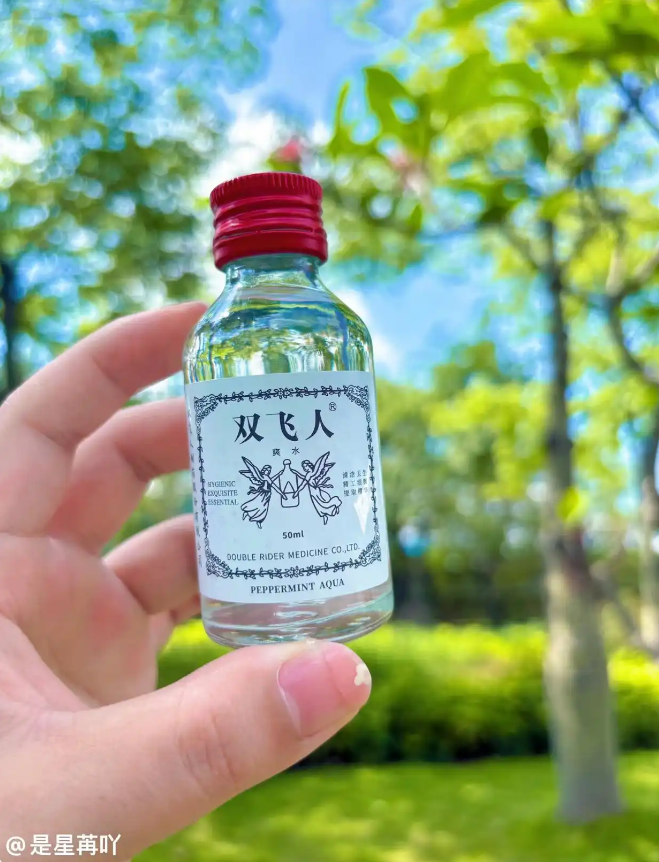 双飞人®
爽水
HYGIENIC
EXQUISITE
ESSENTIAL
50ml
DOUBLE RIDER MEDICINE CO.,LTD.
PEPPERMINT AQUA
@是星苒吖